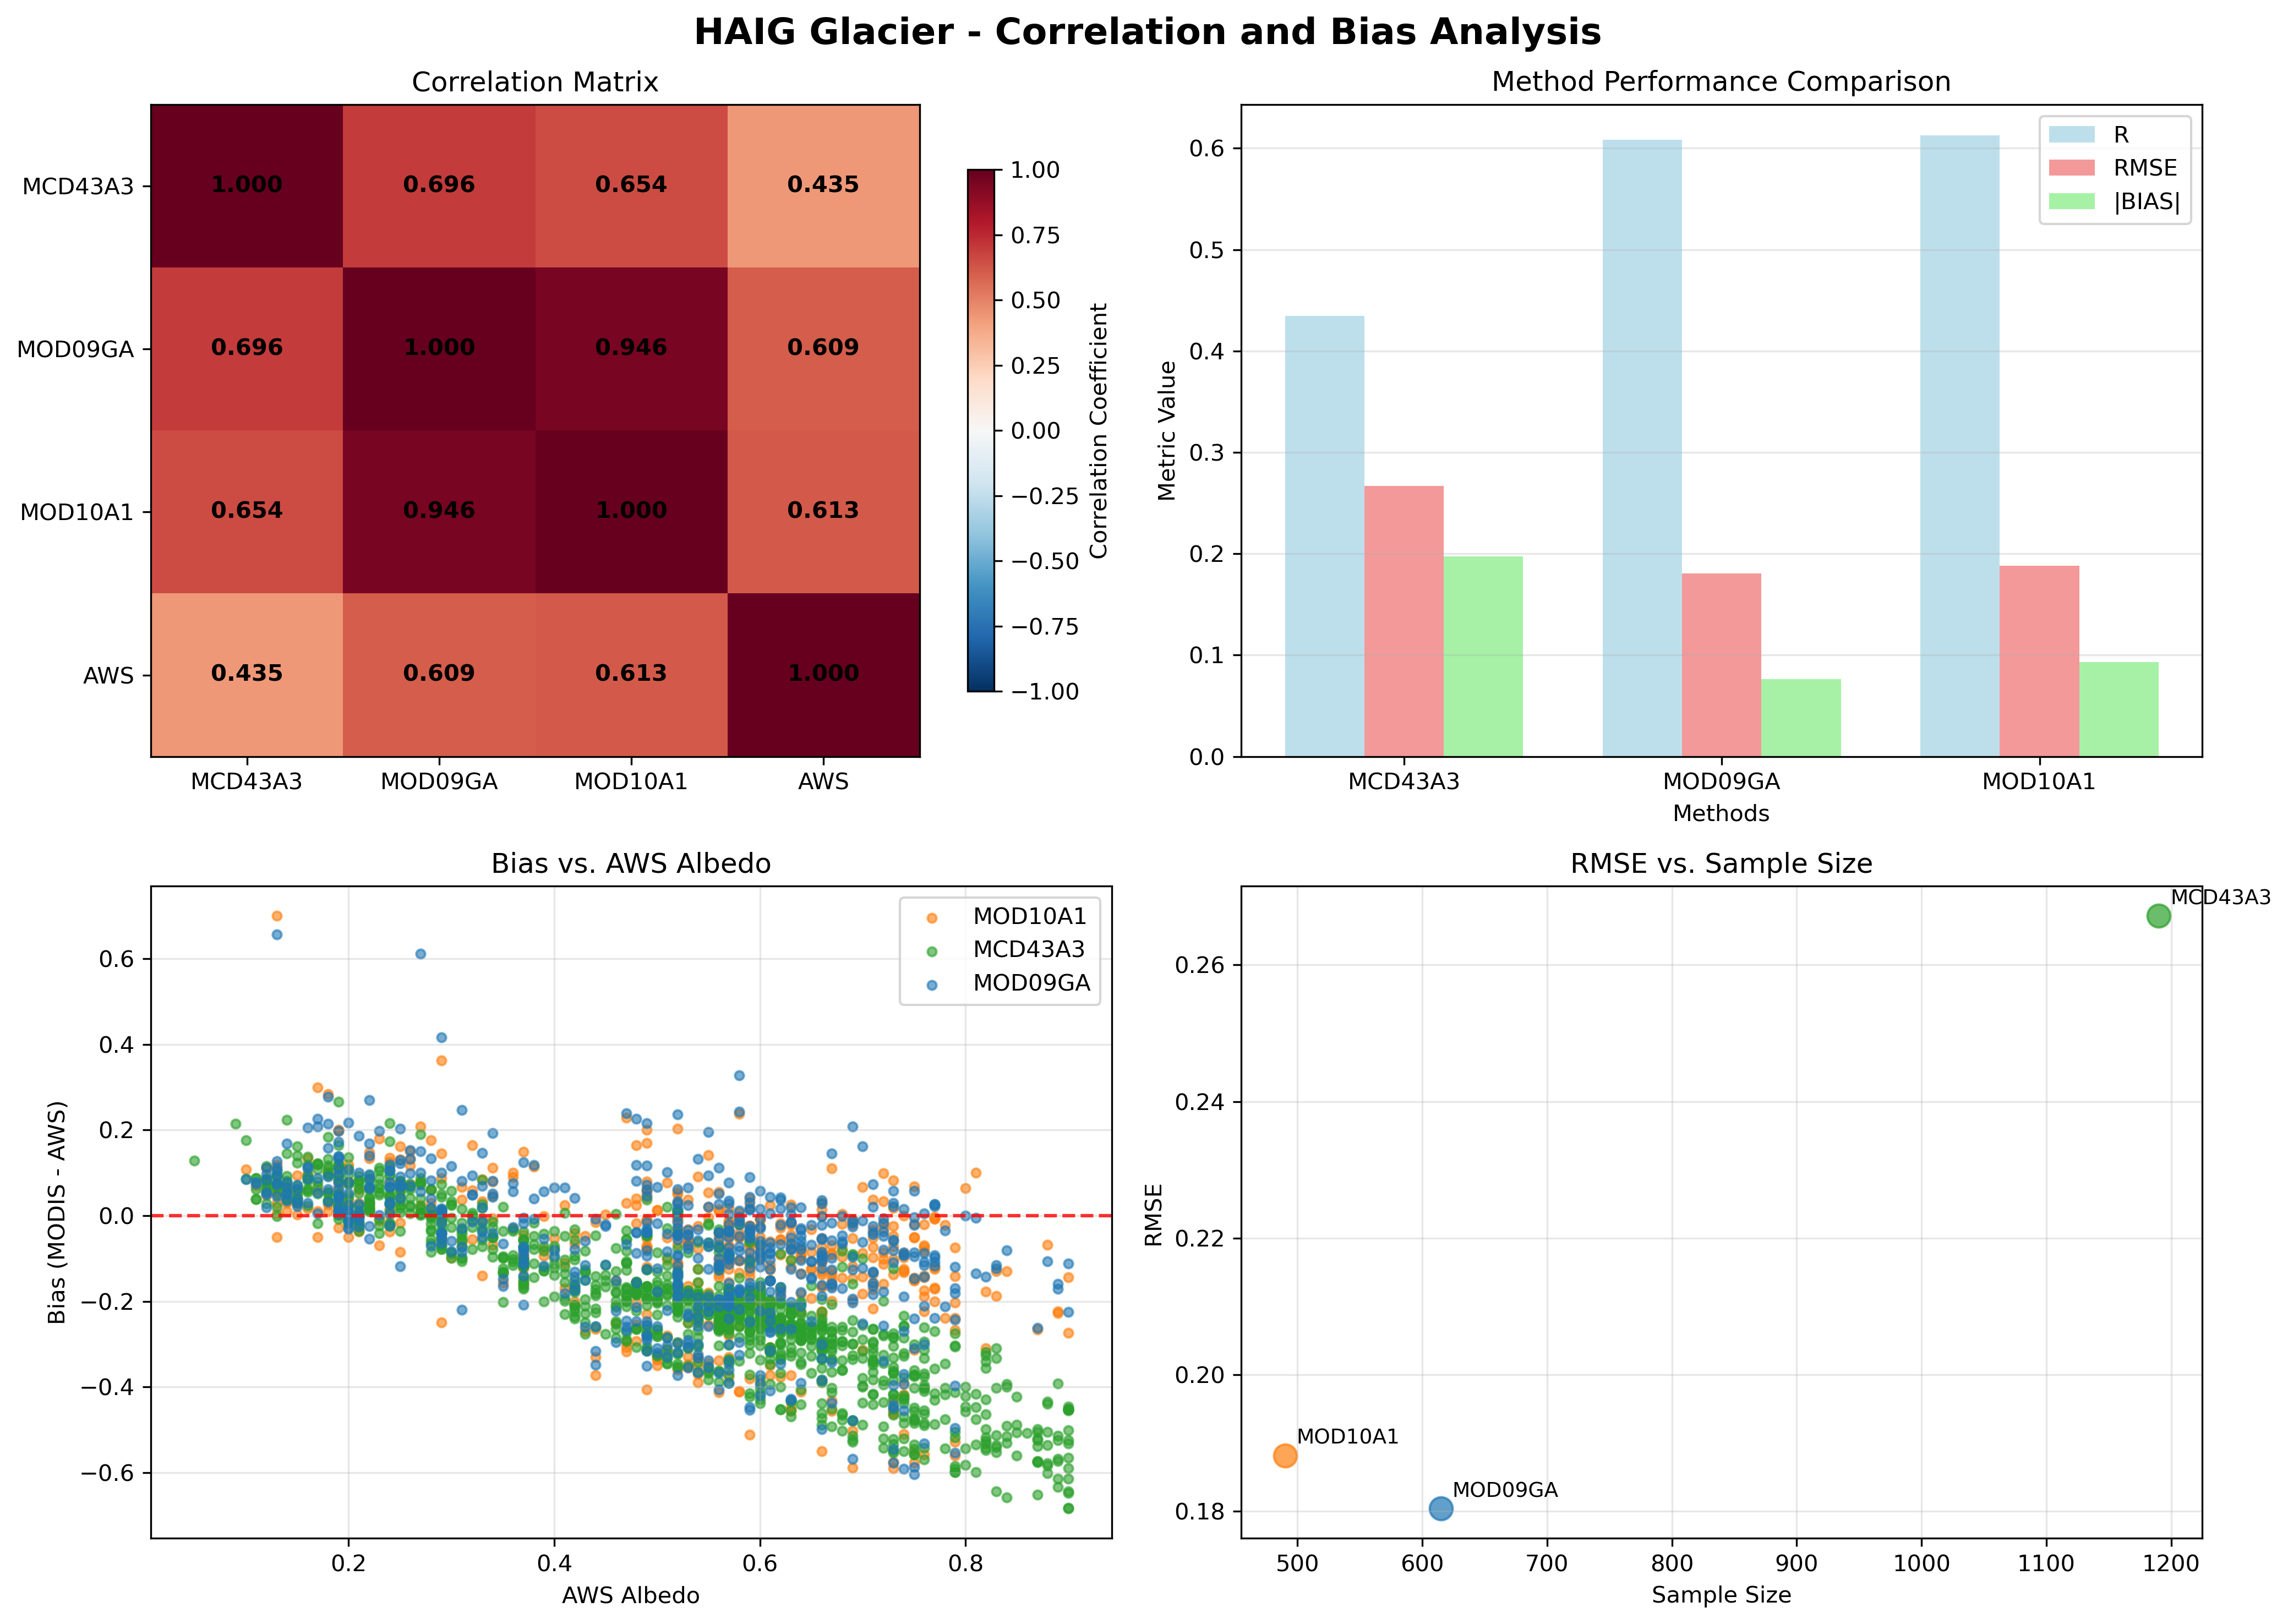 HAIG Glacier - Correlation and Bias Analysis
Correlation Matrix
MCD43A3
MOD09GA
MOD10A1
AWS
1.000 0.696 0.654 0.435
0.696 1.000 0.946 0.609
0.654 0.946 1.000 0.613
0.435 0.609 0.613 1.000
MCD43A3 MOD09GA MOD10A1 AWS
1.00
0.75
0.50
0.25
0.00
−0.25
−0.50
−0.75
−1.00
Correlation Coefficient
Method Performance Comparison
R
RMSE
|BIAS|
0.6
0.5
0.4
0.3
0.2
0.1
0.0
Metric Value
MCD43A3 MOD09GA MOD10A1
Methods
Bias vs. AWS Albedo
MOD10A1
MCD43A3
MOD09GA
0.6
0.4
0.2
0.0
−0.2
−0.4
−0.6
Bias (MODIS - AWS)
0.2 0.4 0.6 0.8
AWS Albedo
RMSE vs. Sample Size
MCD43A3
MOD10A1
MOD09GA
0.26
0.24
0.22
0.20
0.18
RMSE
500 600 700 800 900 1000 1100 1200
Sample Size